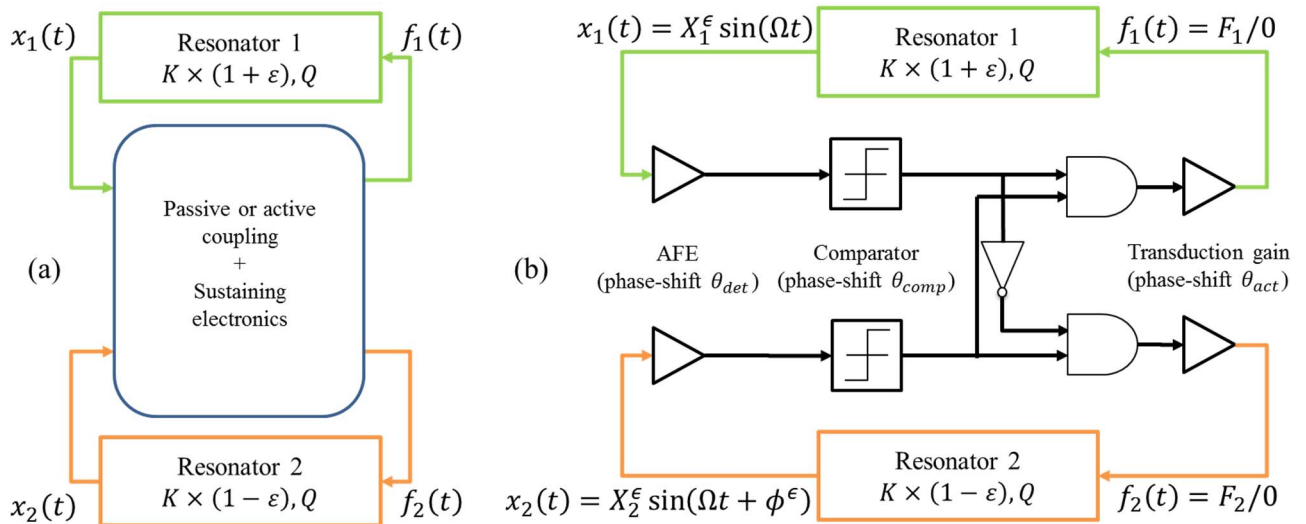 x₁(t)
Resonator 1
K × (1 + ε), Q
f₁(t)
(a)
Passive or active
coupling
+
Sustaining
electronics
x₂(t)
Resonator 2
K × (1 − ε), Q
f₂(t)
x₁(t) = X₁^ϵ sin(Ωt)
Resonator 1
K × (1 + ε), Q
f₁(t) = F₁/0
(b)
AFE
(phase-shift θ_det)
Comparator
(phase-shift θ_comp)
Transduction gain
(phase-shift θ_act)
x₂(t) = X₂^ϵ sin(Ωt + ϕ^ϵ)
Resonator 2
K × (1 − ε), Q
f₂(t) = F₂/0